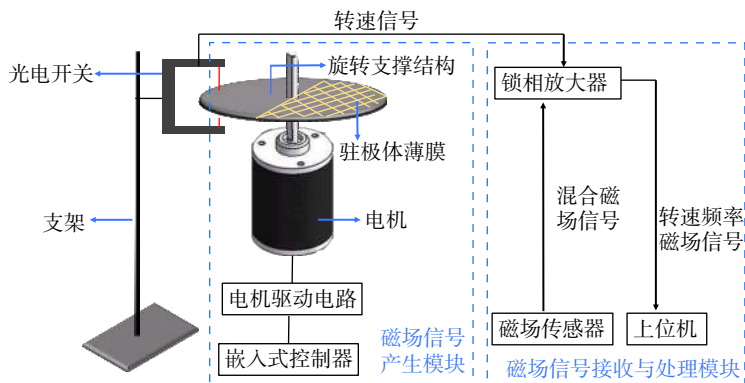 转速信号
光电开关
旋转支撑结构
锁相放大器
驻极体薄膜
混合磁
场信号
转速频率
磁场信号
支架
电机
电机驱动电路
磁场信号
产生模块
嵌入式控制器
磁场传感器
上位机
磁场信号接收与处理模块